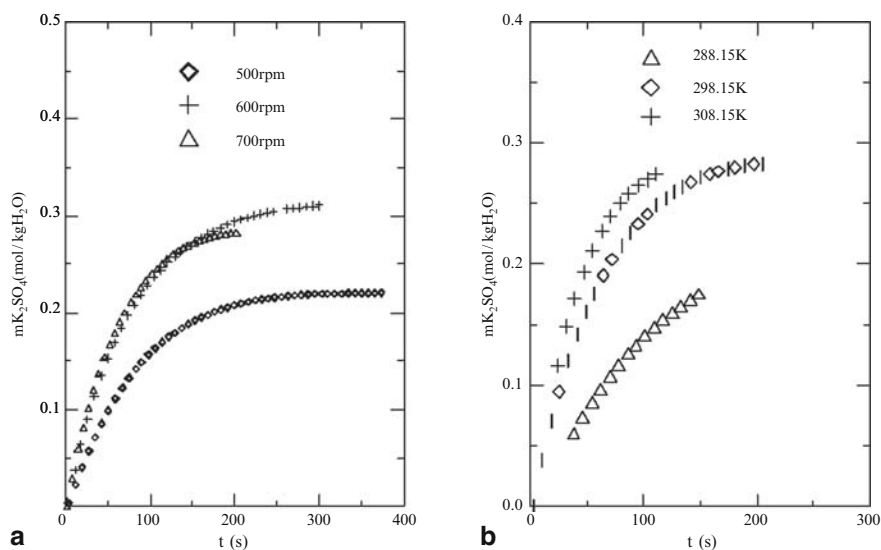 0.5
0.4
0.3
0.2
0.1
0
100
200
300
400
mK₂SO₄(mol/kgH₂O)
t (s)
500rpm
600rpm
700rpm
a
0.4
0.3
0.2
0.1
0.0
0
100
200
300
mK₂SO₄(mol/kgH₂O)
t (s)
288.15K
298.15K
308.15K
b